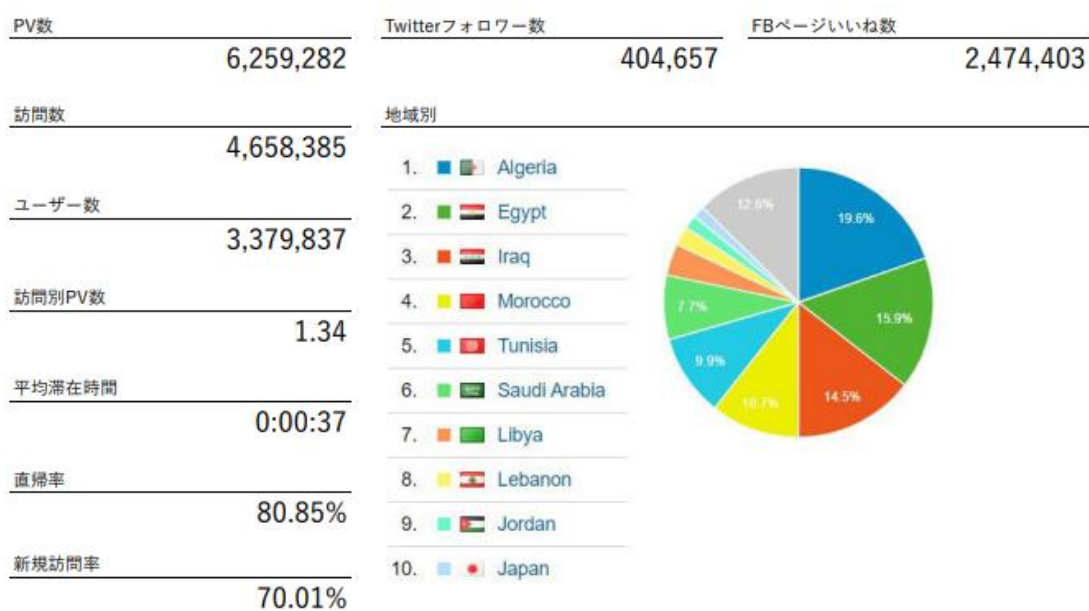 PV数
6,259,282
訪問数
4,658,385
ユーザー数
3,379,837
訪問別PV数
1.34
平均滞在時間
0:00:37
直帰率
80.85%
新規訪問率
70.01%
Twitterフォロワー数
404,657
FBページいいね数
2,474,403
地域別
1. Algeria
2. Egypt
3. Iraq
4. Morocco
5. Tunisia
6. Saudi Arabia
7. Libya
8. Lebanon
9. Jordan
10. Japan
19.6%
15.9%
14.5%
10.7%
9.9%
7.7%
12.6%